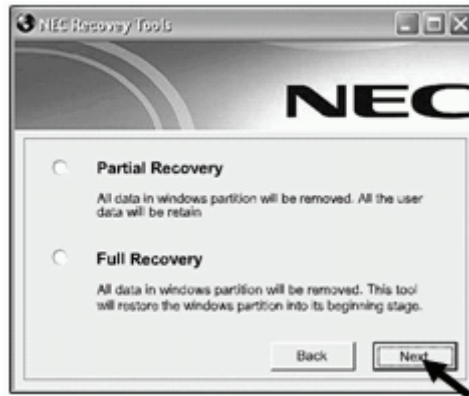 NEC Recovey Tools
NEC
Partial Recovery
All data in windows partition will be removed. All the user
data will be retain
Full Recovery
All data in windows partition will be removed. This tool
will restore the windows partition into its beginning stage.
Back
Next